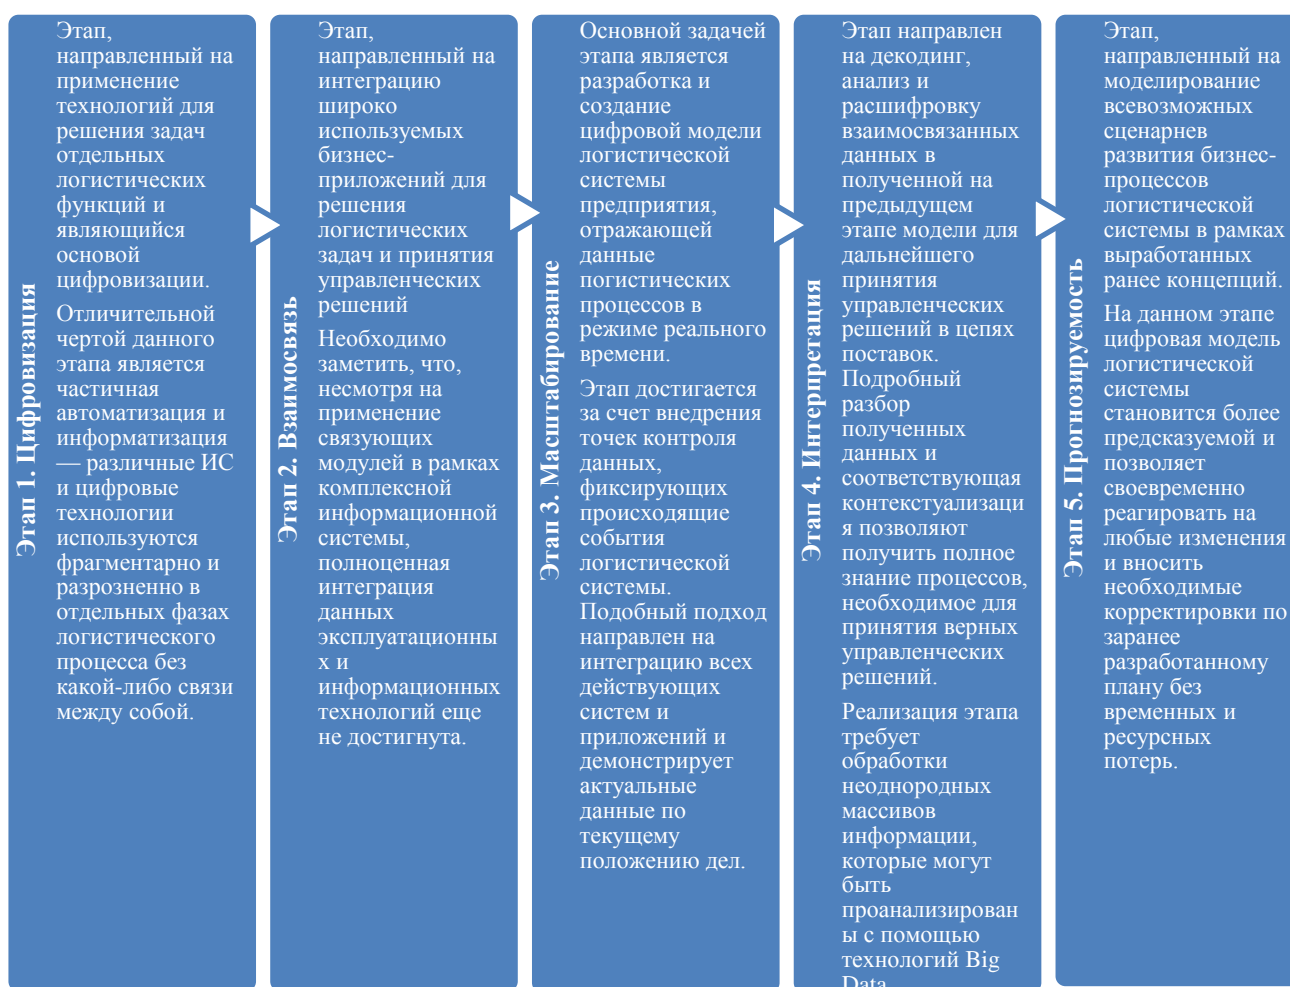 Этап 1. Цифровизация
Этап,
направленный на
применение
технологий для
решения задач
отдельных
логистических
функций и
являющийся
основой
цифровизации.
Отличительной
чертой данного
этапа является
частичная
автоматизация и
информатизация
— различные ИС
и цифровые
технологии
используются
фрагментарно и
разрозненно в
отдельных фазах
логистического
процесса без
какой-либо связи
между собой.
Этап 2. Взаимосвязь
Этап,
направленный на
интеграцию
широко
используемых
бизнес-
приложений для
решения
логистических
задач и принятия
управленческих
решений
Необходимо
заметить, что,
несмотря на
применение
связующих
модулей в рамках
комплексной
информационной
системы,
полноценная
интеграция
данных
эксплуатационны
х и
информационных
технологий еще
не достигнута.
Этап 3. Масштабирование
Основной задачей
этапа является
разработка и
создание
цифровой модели
логистической
системы
предприятия,
отражающей
данные
погистических
процессов в
режиме реального
времени.
Этап достигается
за счет внедрения
точек контроля
данных,
фиксирующих
происходящие
события
логистической
системы.
Подобный подход
направлен на
интеграцию всех
действующих
систем и
приложений и
демонстрирует
актуальные
данные по
текущему
положению дел.
Этап 4. Интерпретация
Этап направлен
на декодинг,
анализ и
расшифровку
взаимосвязанных
данных в
полученной на
предыдущем
этапе модели для
дальнейшего
принятия
управленческих
решений в цепях
поставок.
Подробный
разбор
полученных
данных и
соответствующая
контекстуализаци
я позволяют
получить полное
знание процессов,
необходимое для
принятия верных
управленческих
решений.
Реализация этапа
требует
обработки
неоднородных
массивов
информации,
которые могут
быть
проанализирован
ы с помощью
технологий Big
Data
Этап 5. Прогнозируемость
Этап,
направленный на
моделирование
всевозможных
сценарнев
развития бизнес-
процессов
логистической
системы в рамках
выработанных
ранее концепций.
На данном этапе
цифровая модель
логистической
системы
становится более
предсказуемой и
позволяет
своевременно
реагировать на
любые изменения
и вносить
необходимые
корректировки по
заранее
разработанному
плану без
временных и
ресурсных
потерь.